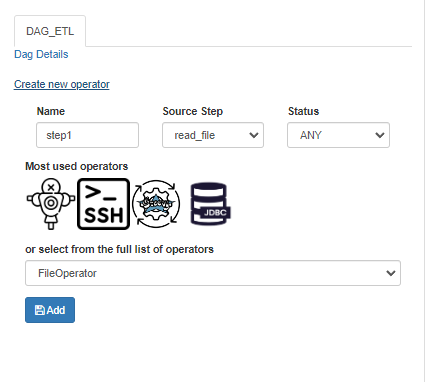 DAG_ETL
Dag Details
Create new operator
Name Source Step Status
step1 read_file ANY
Most used operators
>_ SSH JDBC
or select from the full list of operators
FileOperator
Add